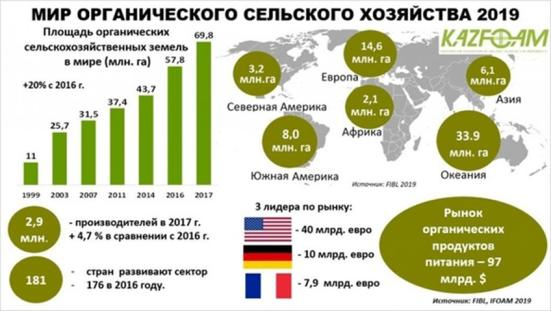 МИР ОРГАНИЧЕСКОГО СЕЛЬСКОГО ХОЗЯЙСТВА 2019
KAZFOAM
Площадь органических
сельскохозяйственных земель
в мире (млн. га)
+20% с 2016 г.
11
25,7
31,5
37,4
43,7
57,8
69,8
1999
2003
2007
2011
2014
2016
2017
3,2
млн.га
Северная Америка
14,6
млн. га
Европа
6,1
млн.га
Азия
2,1
млн. га
Африка
8,0
млн. га
Южная Америка
33.9
млн. га
Океания
Источник: FIBL 2019
2,9
млн.
- производителей в 2017 г.
+ 4,7 % в сравнении с 2016 г.
181
- стран развивают сектор
- 176 в 2016 году.
3 лидера по рынку:
- 40 млрд. евро
- 10 млрд. евро
- 7,9 млрд. евро
Рынок
органических
продуктов
питания – 97
млрд. $
Источник: FIBL, IFOAM 2019